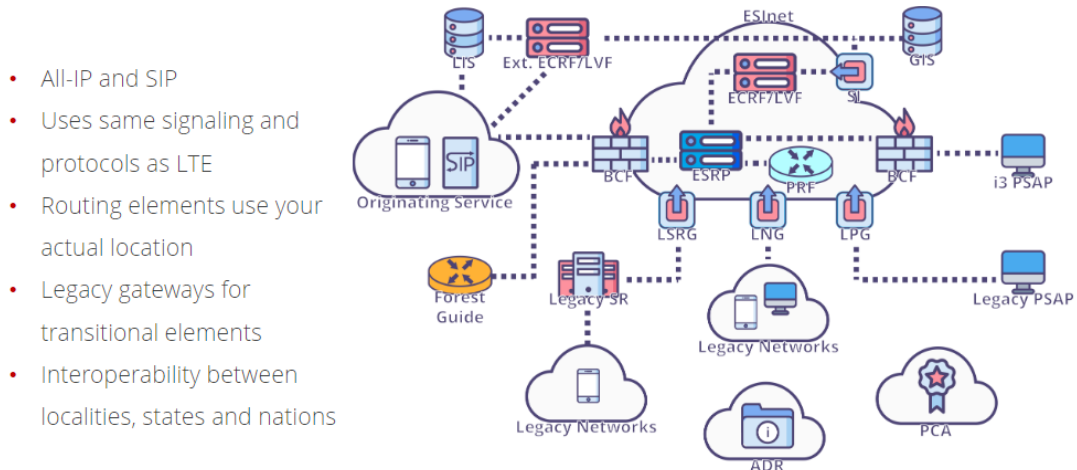 • All-IP and SIP
• Uses same signaling and
protocols as LTE
• Routing elements use your
actual location
• Legacy gateways for
transitional elements
• Interoperability between
localities, states and nations
ESInet
LIS
Ext. ECRF/LVF
GIS
ECRF/LVF
SI
SIP
Originating Service
BCF
ESRP
PRF
BCF
i3 PSAP
LSRG
LNG
LPG
Forest
Guide
Legacy SR
Legacy PSAP
Legacy Networks
Legacy Networks
i
ADR
PCA